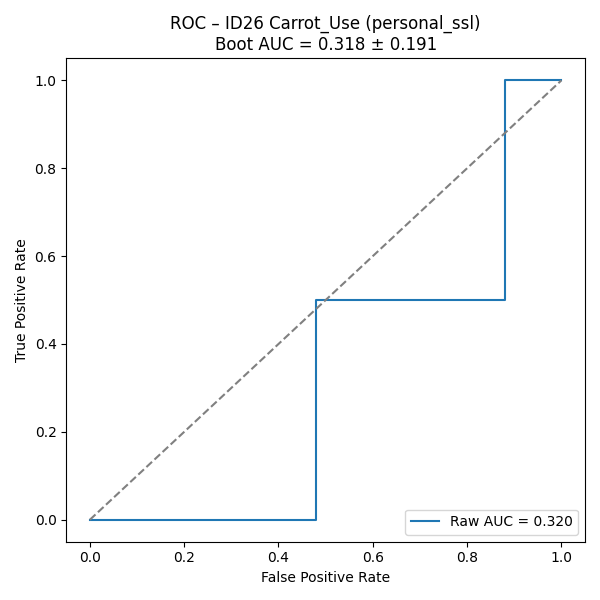 ROC – ID26 Carrot_Use (personal_ssl)
Boot AUC = 0.318 ± 0.191
True Positive Rate
1.0
0.8
0.6
0.4
0.2
0.0
Raw AUC = 0.320
0.0 0.2 0.4 0.6 0.8 1.0
False Positive Rate